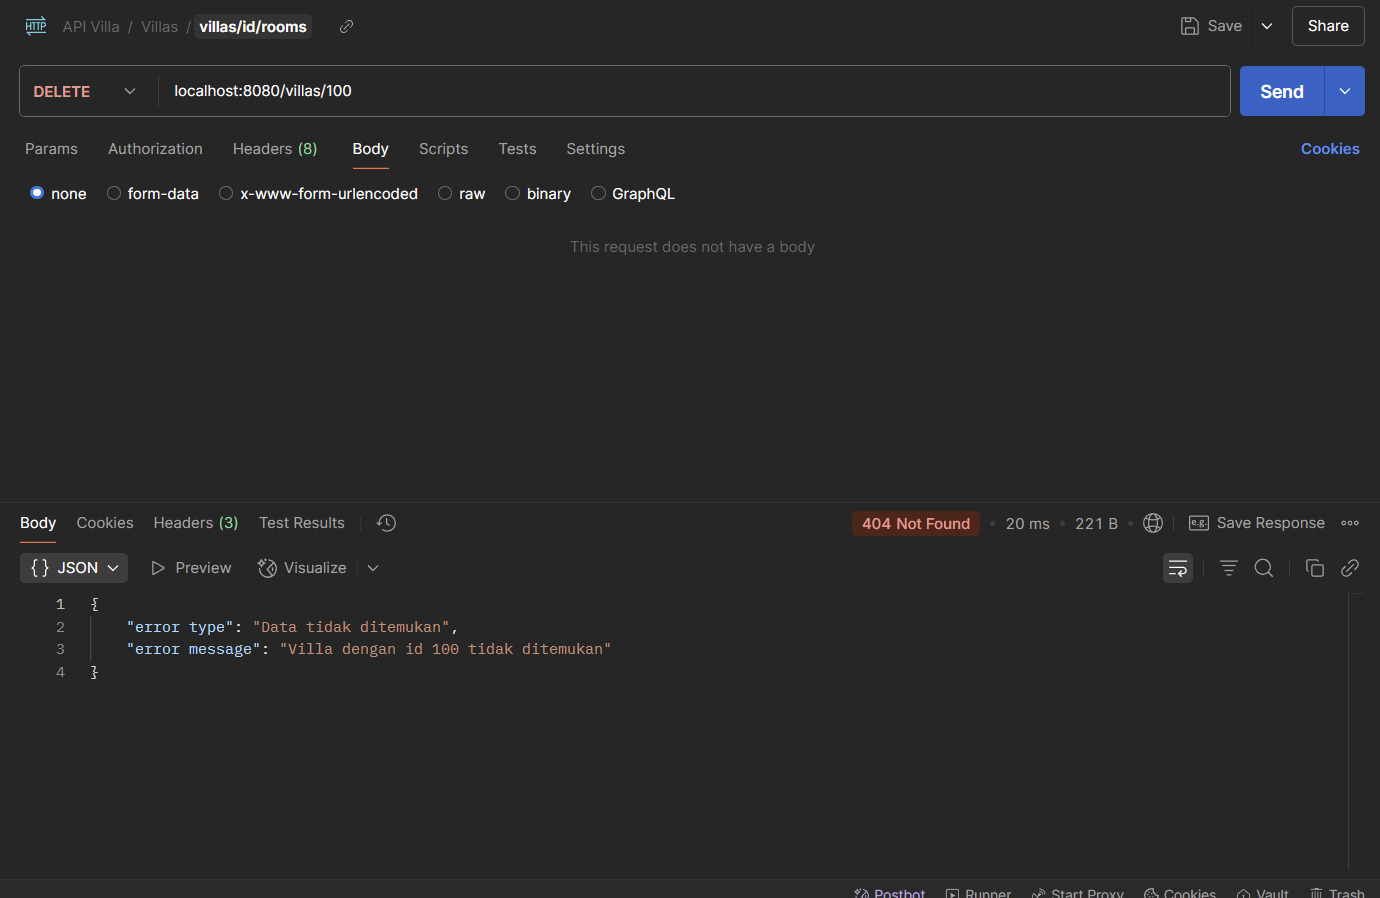 HTTP API Villa / Villas / villas/id/rooms Save Share
DELETE localhost:8080/villas/100 Send
Params Authorization Headers (8) Body Scripts Tests Settings Cookies
none form-data x-www-form-urlencoded raw binary GraphQL
This request does not have a body
Body Cookies Headers (3) Test Results 404 Not Found 20 ms 221 B e.g. Save Response
{} JSON Preview Visualize
1 {
2 "error type": "Data tidak ditemukan",
3 "error message": "Villa dengan id 100 tidak ditemukan"
4 }
Postbot Runner Start Proxy Cookies Vault Trash